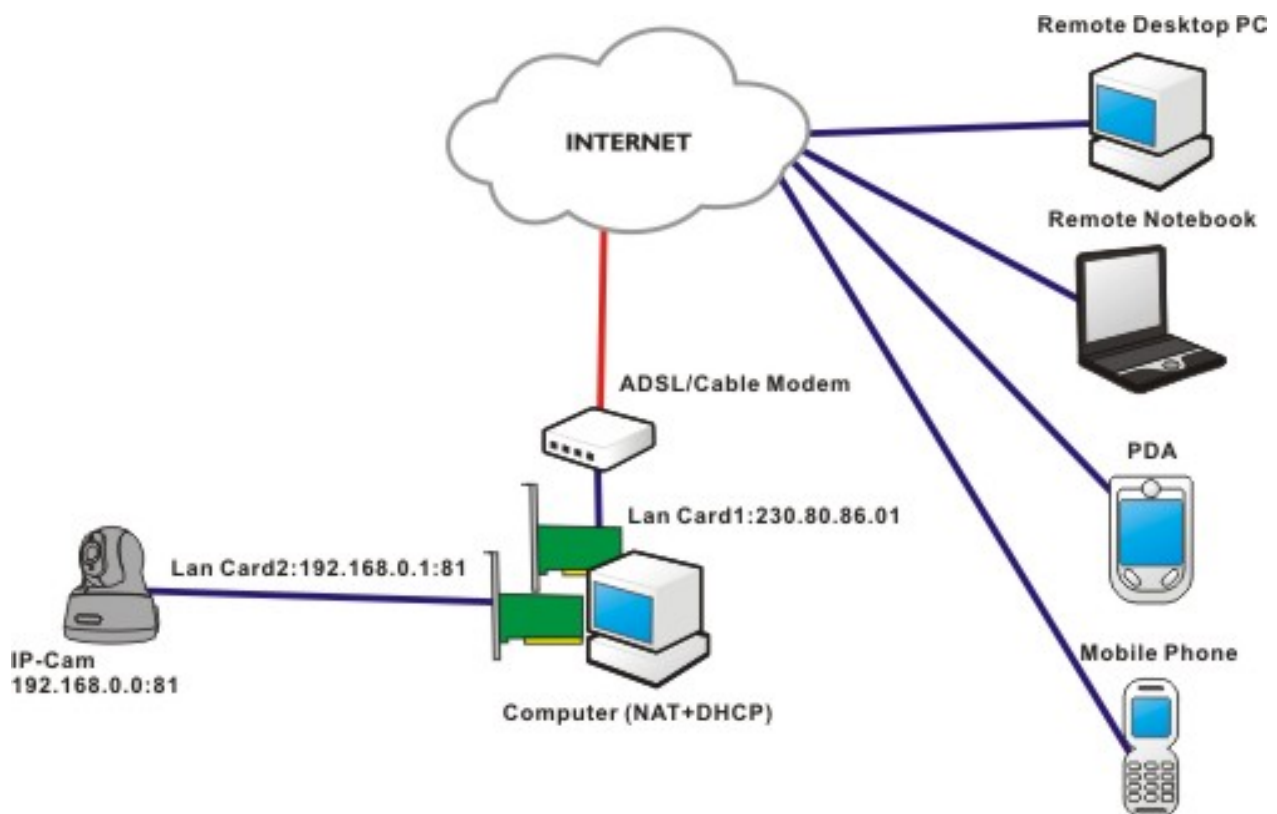 Remote Desktop PC
INTERNET
Remote Notebook
ADSL/Cable Modem
PDA
Lan Card1:230.80.86.01
Lan Card2:192.168.0.1:81
IP-Cam
192.168.0.0:81
Mobile Phone
Computer (NAT+DHCP)